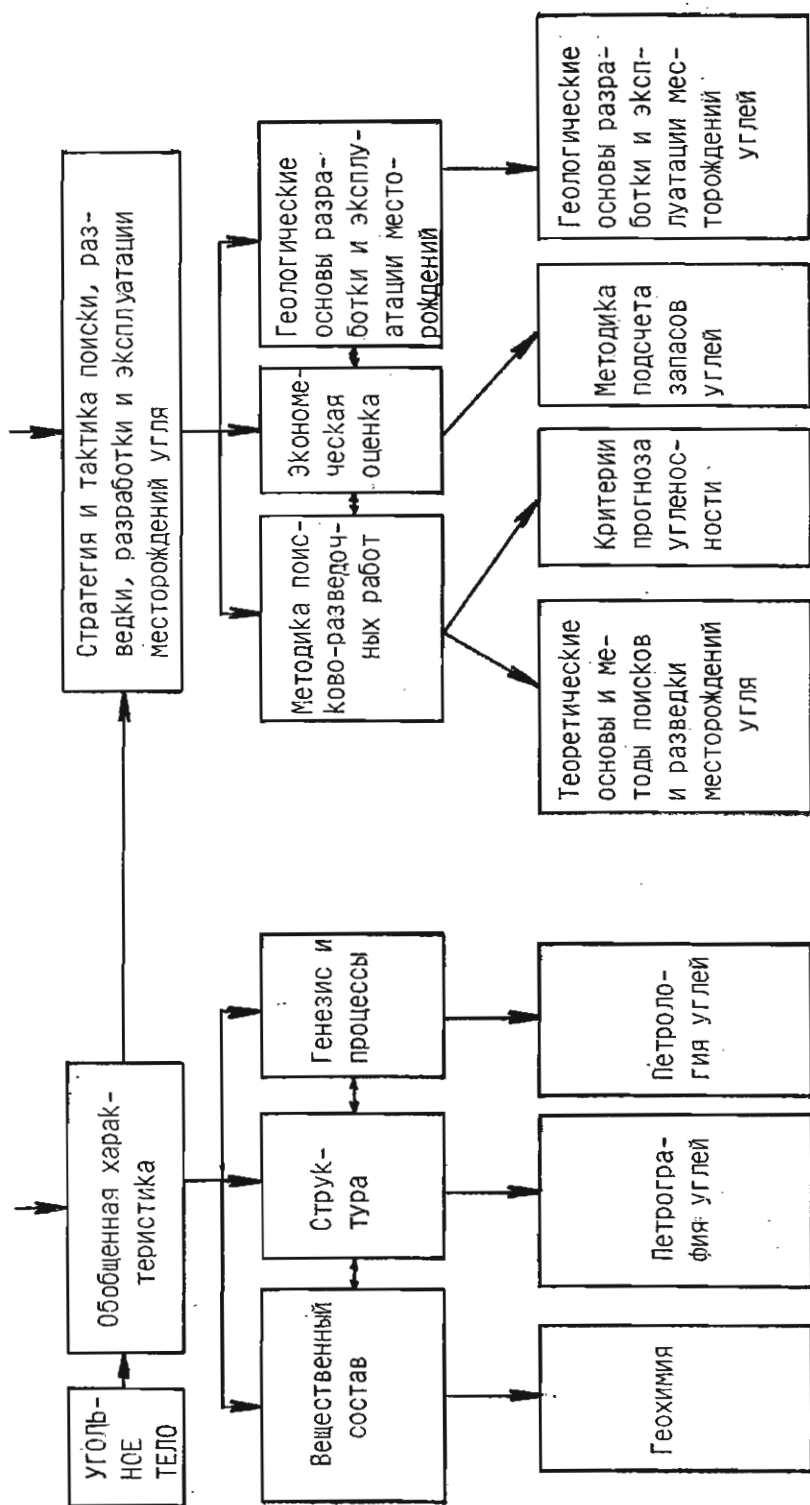 УГОЛЬ-
НОЕ
ТЕЛО
Обобщенная харак-
теристика
Стратегия и тактика поиски, раз-
ведки, разработки и эксплуатации
месторождений угля
Вещественный
состав
Струк-
тура
Генезис и
процессы
Методика поис-
ково-разведоч-
ных работ
Экономи-
ческая
оценка
Геологические
основы разра-
ботки и эксплу-
атации место-
рождений
Геохимия
Петрогра-
фия углей
Петроло-
гия углей
Теоретические
основы и ме-
тоды поисков
и разведки
месторождений
угля
Критерии
прогноза
угленос-
ности
Методика
подсчета
запасов
углей
Геологические
основы разра-
ботки и эксп-
луатации мес-
торождений
углей